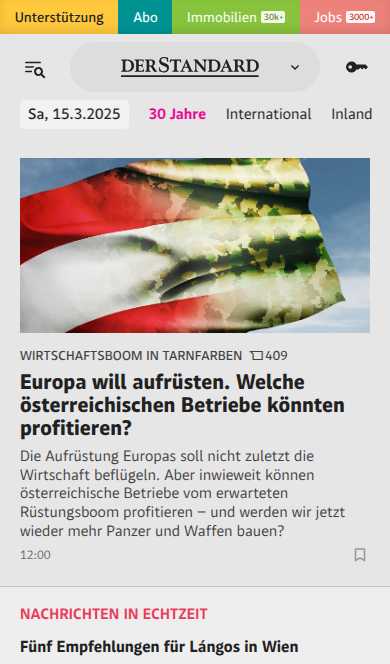 Unterstützung Abo Immobilien 30k+ Jobs 3000+
DERSTANDARD
Sa, 15.3.2025 30 Jahre International Inland
WIRTSCHAFTSBOOM IN TARNFARBEN 409
Europa will aufrüsten. Welche
österreichischen Betriebe könnten
profitieren?
Die Aufrüstung Europas soll nicht zuletzt die
Wirtschaft beflügeln. Aber inwieweit können
österreichische Betriebe vom erwarteten
Rüstungsboom profitieren – und werden wir jetzt
wieder mehr Panzer und Waffen bauen?
12:00
NACHRICHTEN IN ECHTZEIT
Fünf Empfehlungen für Lángos in Wien